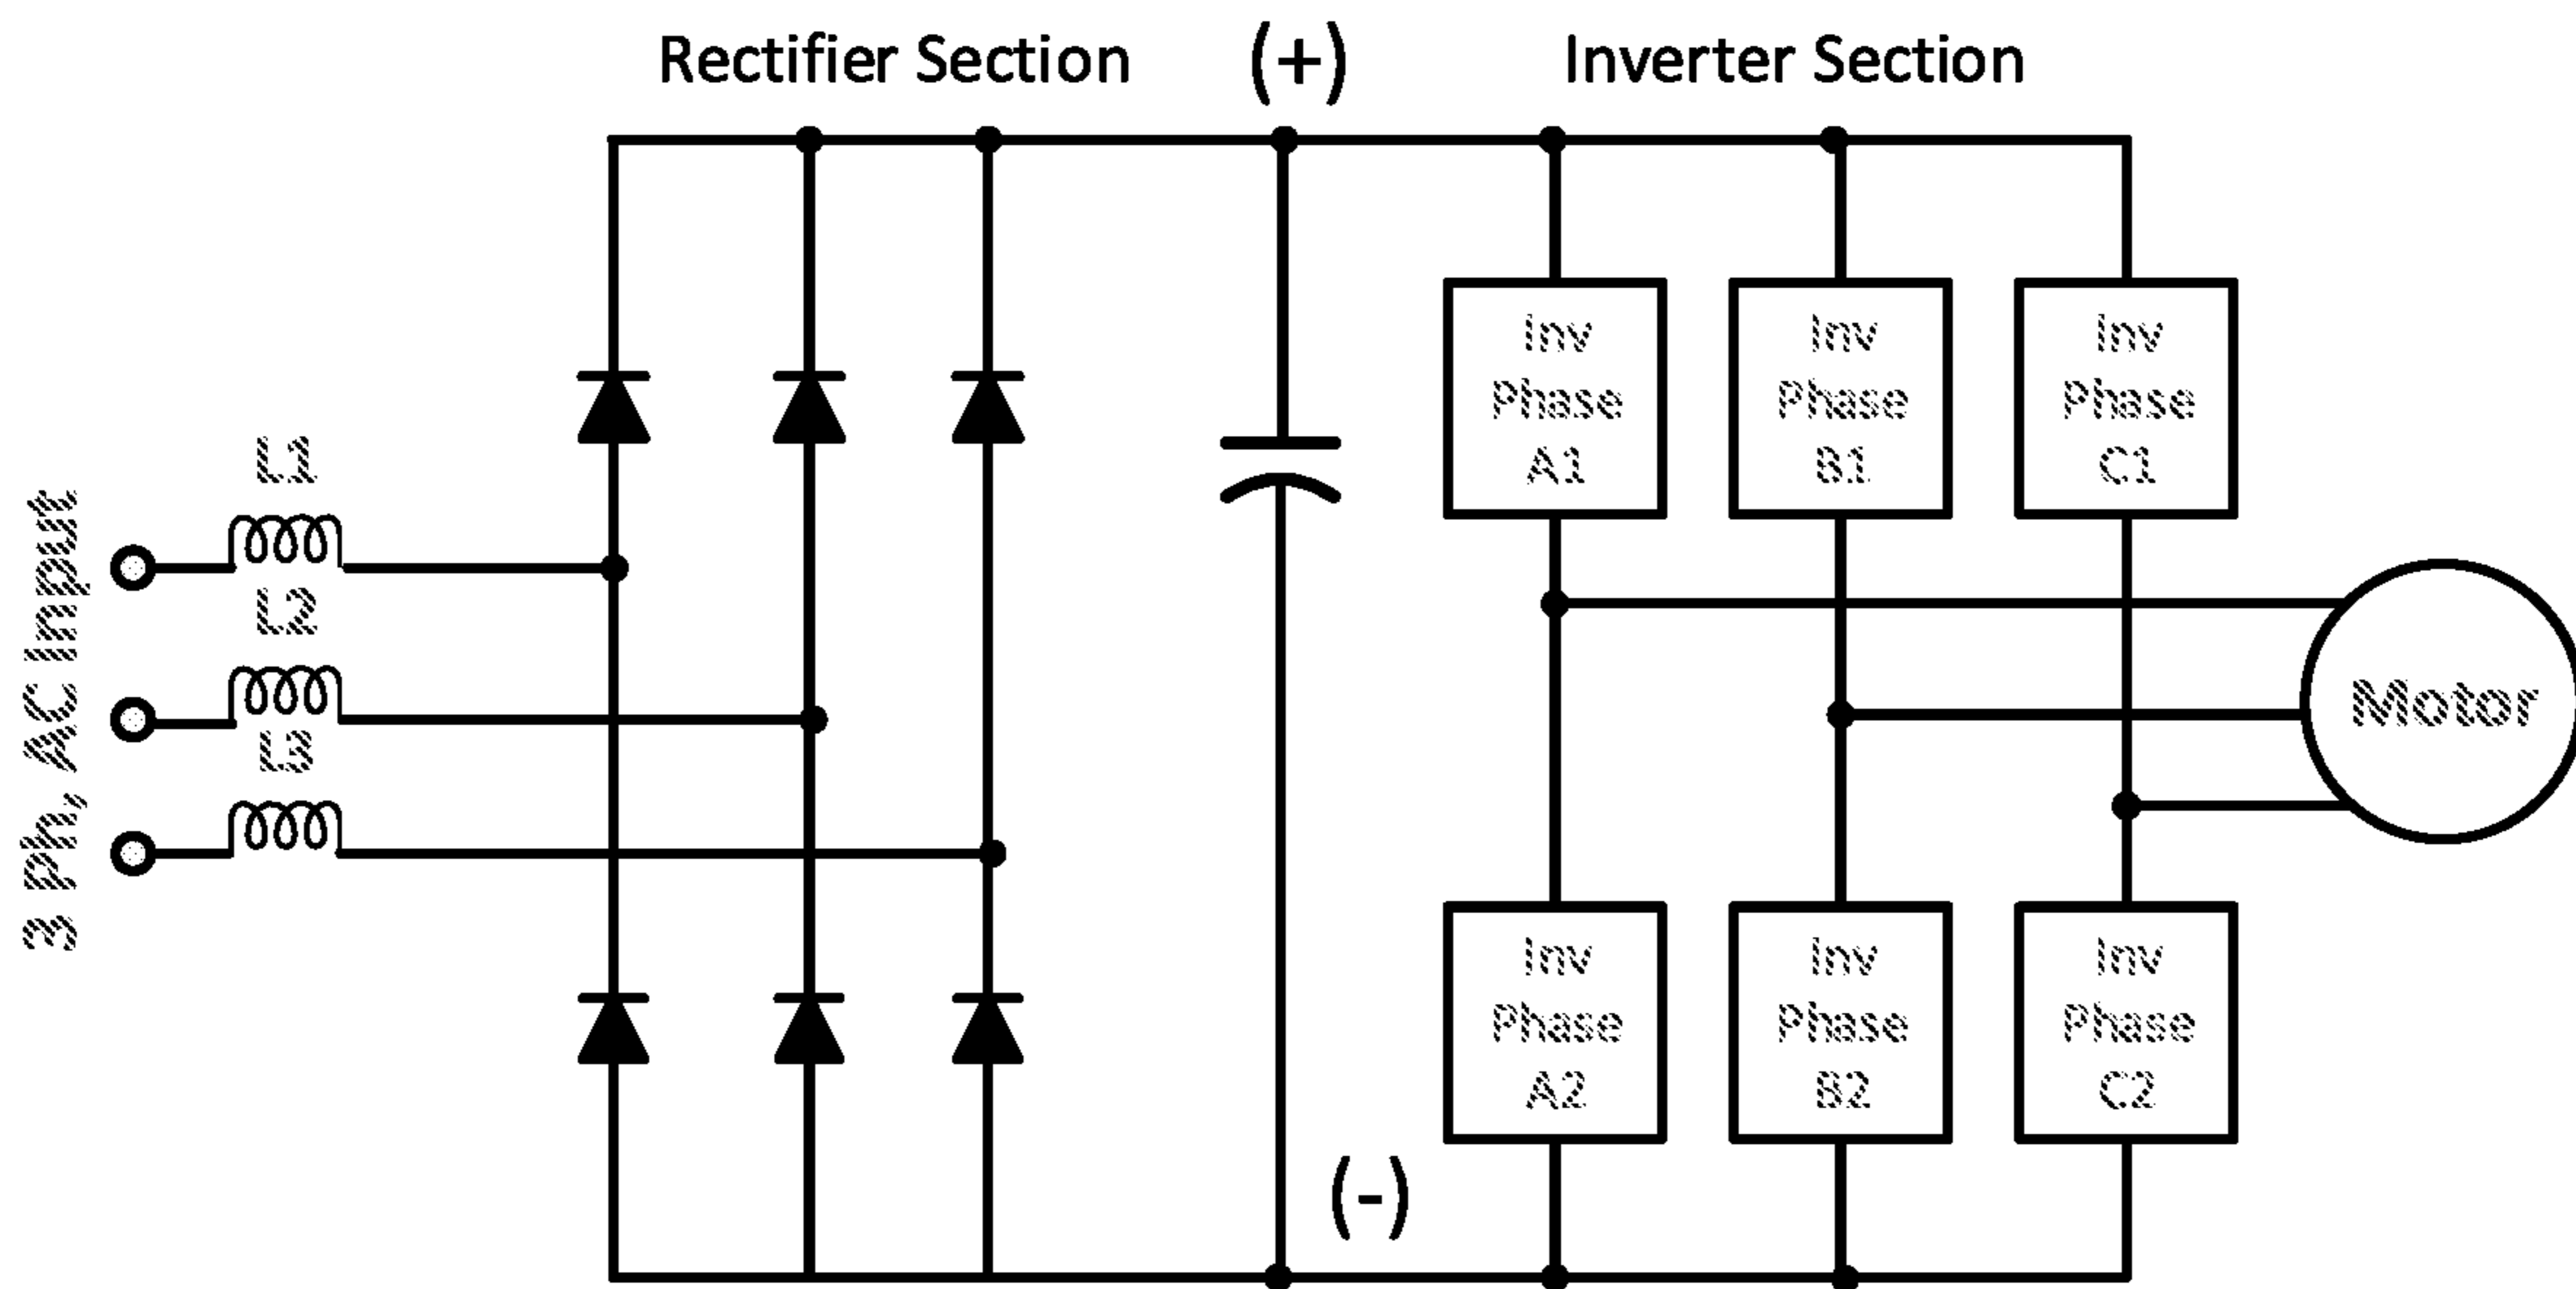 Rectifier Section
(+)
Inverter Section
3 Ph, AC Input
L1
L2
L3
Inv
Phase
A1
Inv
Phase
B1
Inv
Phase
C1
Motor
Inv
Phase
A2
Inv
Phase
B2
Inv
Phase
C2
(-)